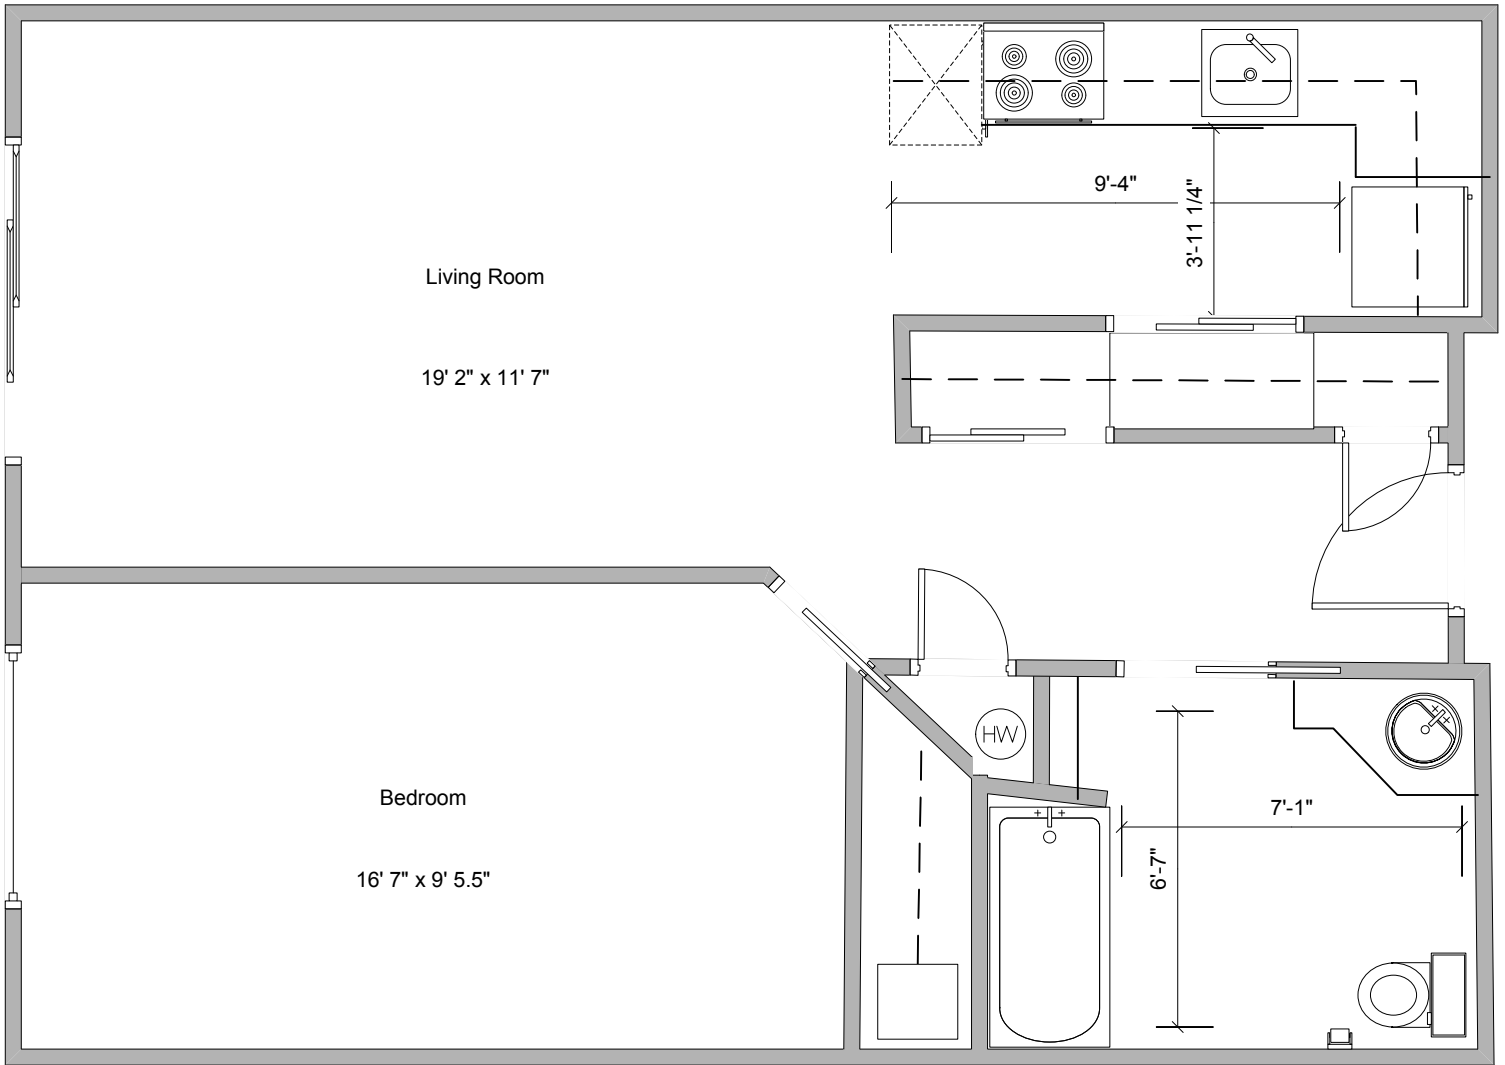 9'-4"
3'-11 1/4"
Living Room
19' 2" x 11' 7"
HW
Bedroom
16' 7" x 9' 5.5"
7'-1"
6'-7"